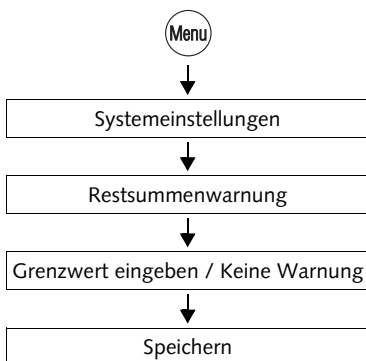 Menu
Systemeinstellungen
Restsummenwarnung
Grenzwert eingeben / Keine Warnung
Speichern